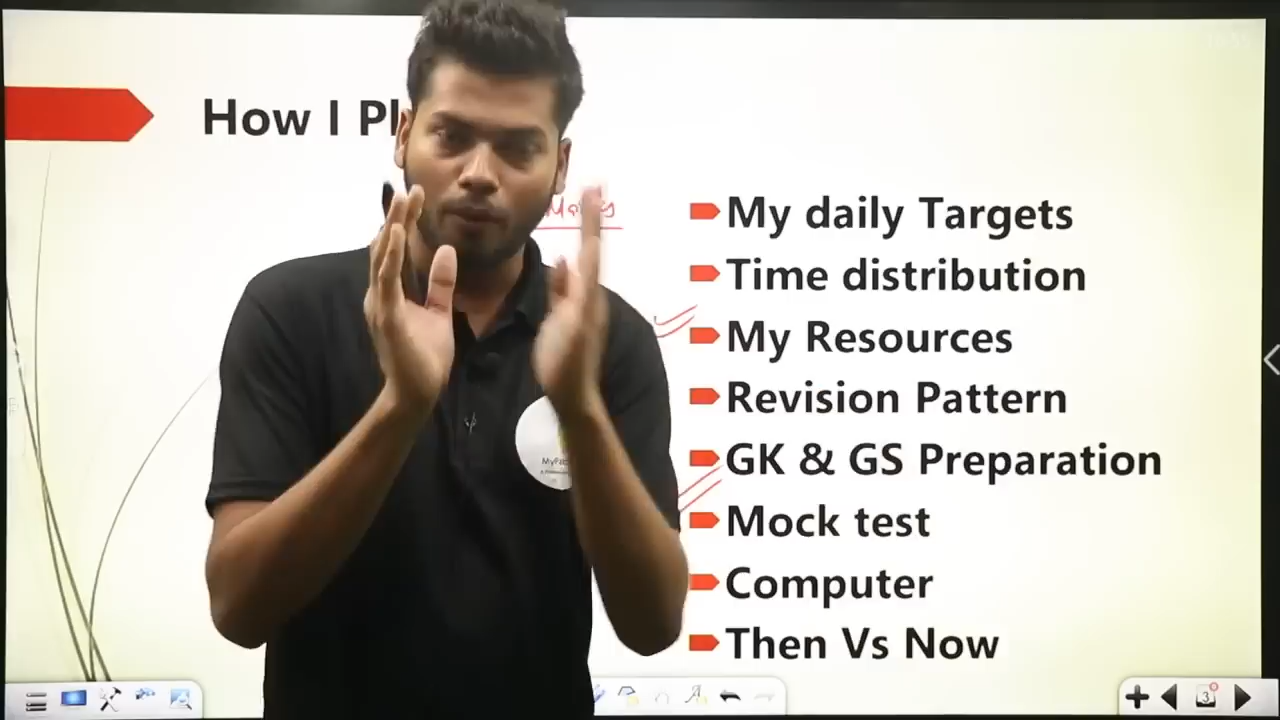 How I Pl
My daily Targets
Time distribution
My Resources
Revision Pattern
GK & GS Preparation
Mock test
Computer
Then Vs Now
3